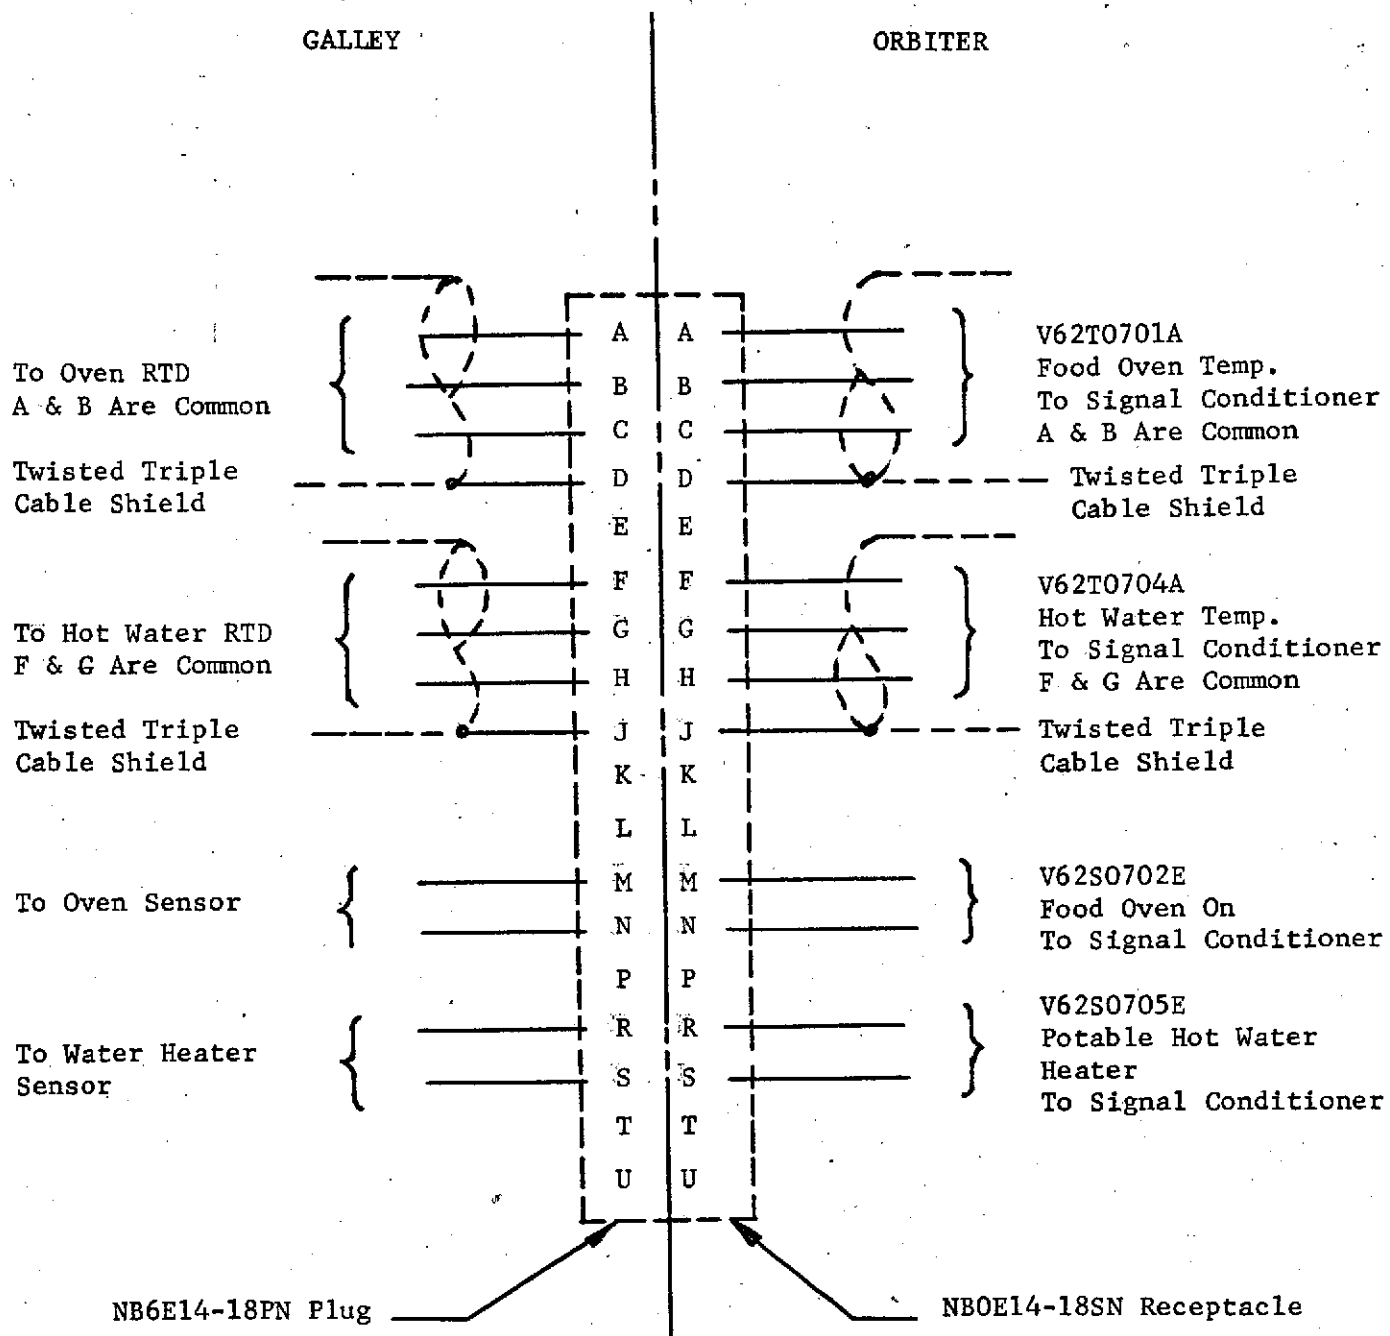 GALLEY
ORBITER
To Oven RTD
A & B Are Common
Twisted Triple
Cable Shield
To Hot Water RTD
F & G Are Common
Twisted Triple
Cable Shield
To Oven Sensor
To Water Heater
Sensor
A A
B B
C C
D D
E E
F F
G G
H H
J J
K K
L L
M M
N N
P P
R R
S S
T T
U U
V62T0701A
Food Oven Temp.
To Signal Conditioner
A & B Are Common
Twisted Triple
Cable Shield
V62T0704A
Hot Water Temp.
To Signal Conditioner
F & G Are Common
Twisted Triple
Cable Shield
V62S0702E
Food Oven On
To Signal Conditioner
V62S0705E
Potable Hot Water
Heater
To Signal Conditioner
NB6E14-18PN Plug
NB0E14-18SN Receptacle